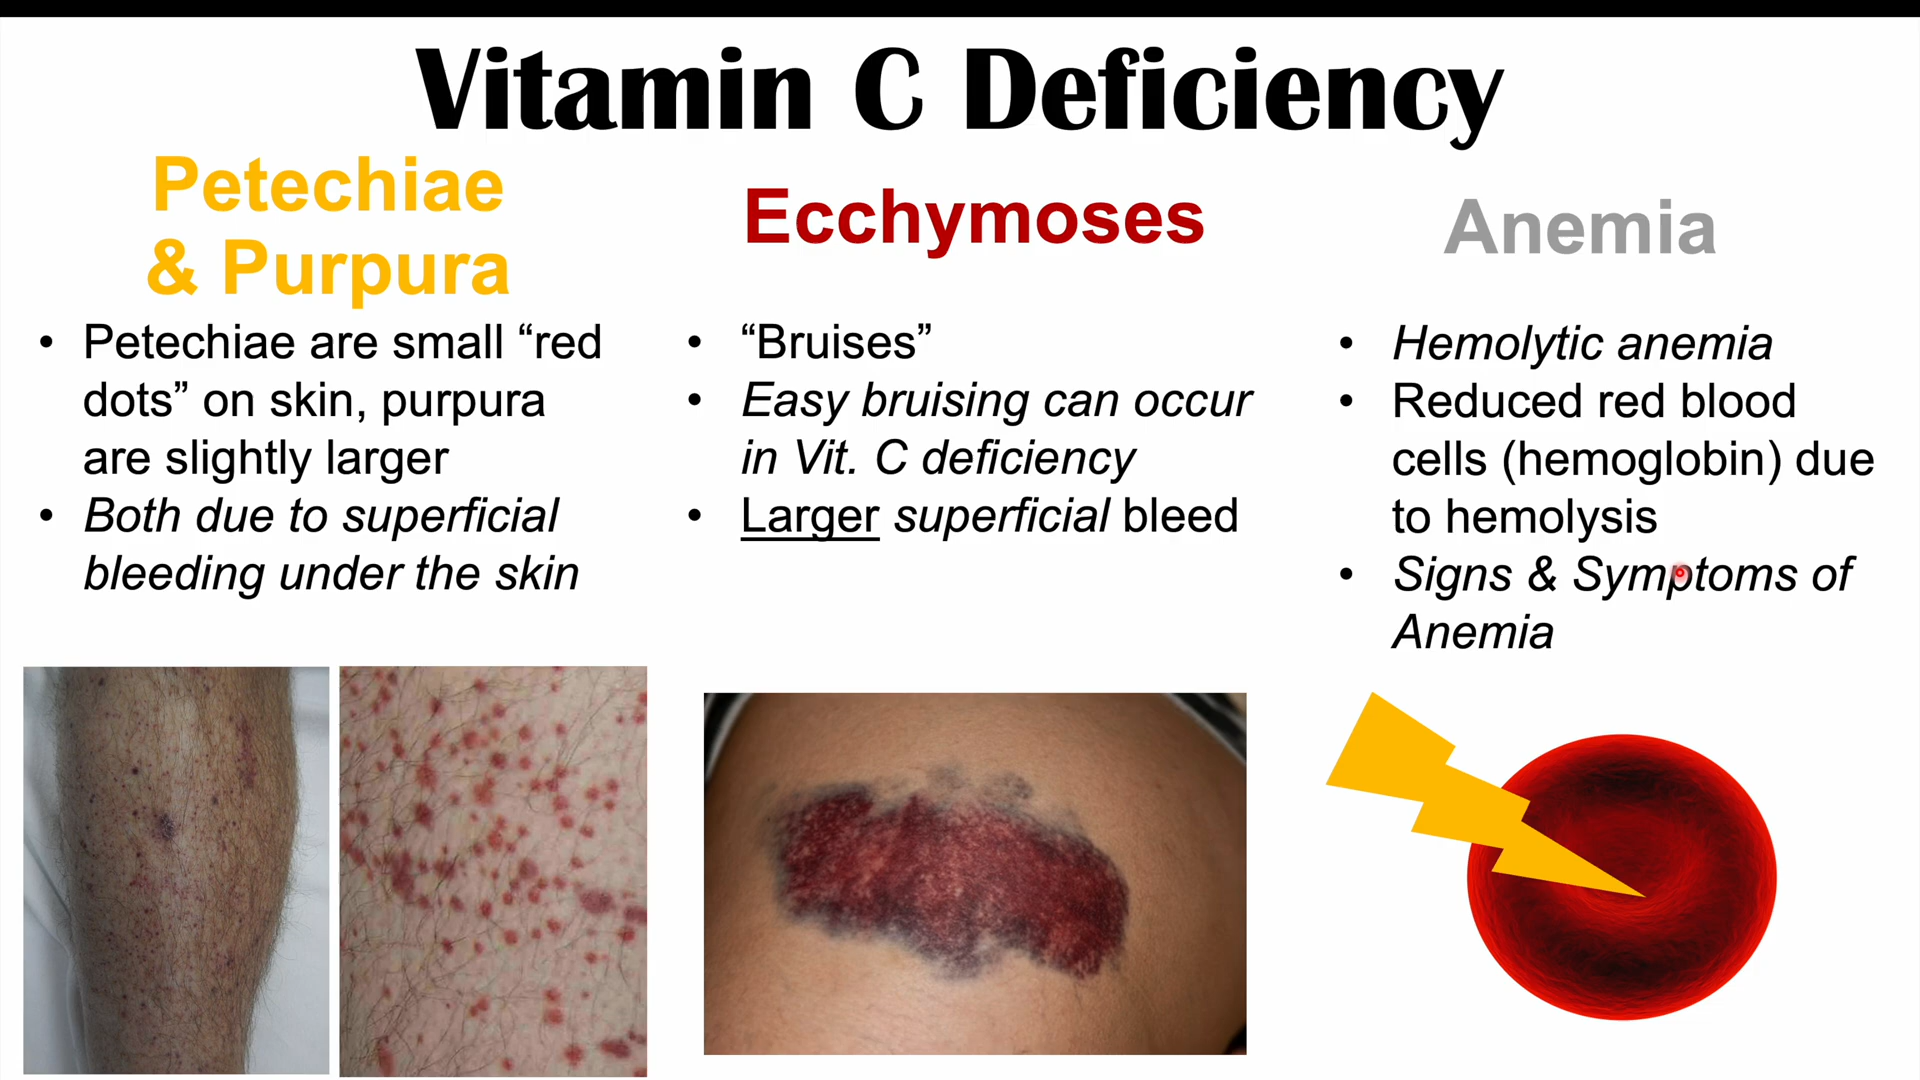 Vitamin C Deficiency
Petechiae
& Purpura
• Petechiae are small “red
dots” on skin, purpura
are slightly larger
• Both due to superficial
bleeding under the skin
Ecchymoses
• “Bruises”
• Easy bruising can occur
in Vit. C deficiency
• Larger superficial bleed
Anemia
• Hemolytic anemia
• Reduced red blood
cells (hemoglobin) due
to hemolysis
• Signs & Symptoms of
Anemia